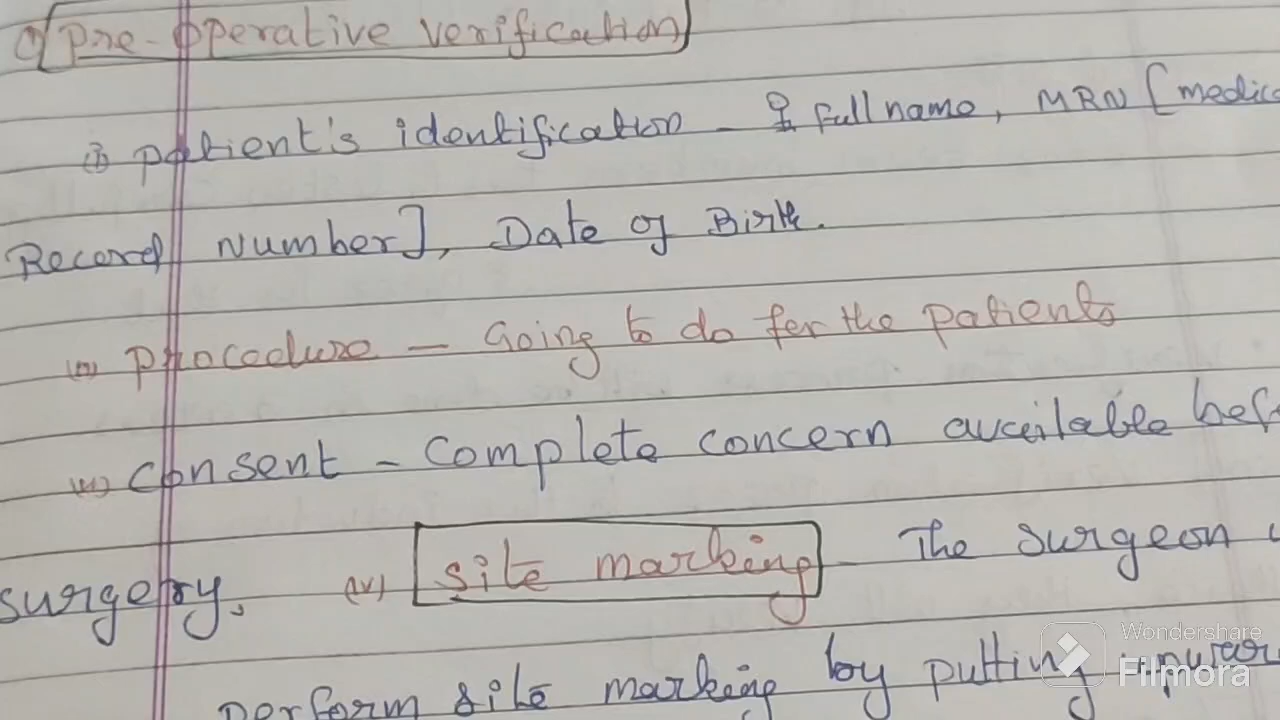 Pre-operative verification
i) patient's identification - full name, MRN [medic
Record Number], Date of Birth.
procedure - Going to do for the patients
consent - complete concern available bef
surgery, (iv) site marking - The surgeon
perform site marking by putting
Wondershare
Filmora